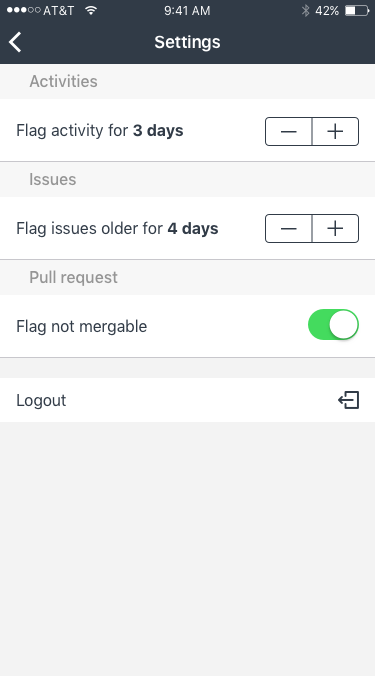 AT&T 9:41 AM 42%
Settings
Activities
Flag activity for 3 days
Issues
Flag issues older for 4 days
Pull request
Flag not mergable
Logout